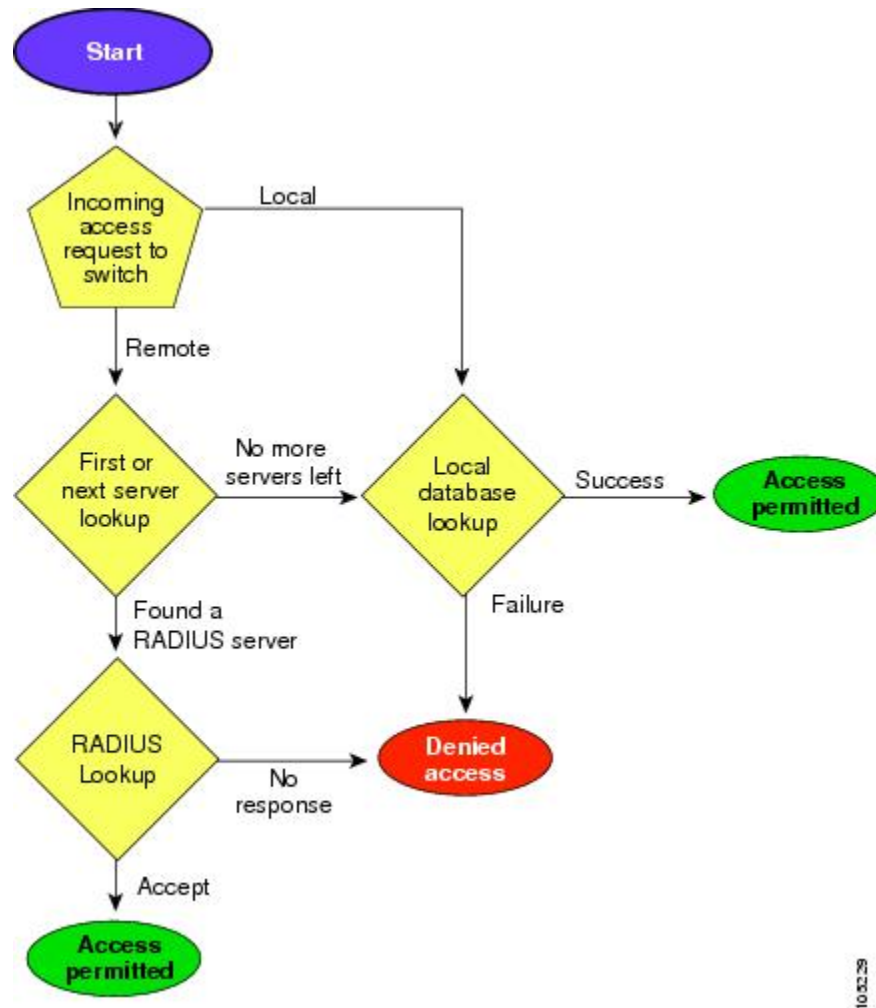 Start
Incoming
access
request to
switch
Local
Remote
First or
next server
lookup
No more
servers left
Local
database
lookup
Success
Access
permitted
Found a
RADIUS server
Failure
RADIUS
Lookup
No
response
Denied
access
Accept
Access
permitted
105229